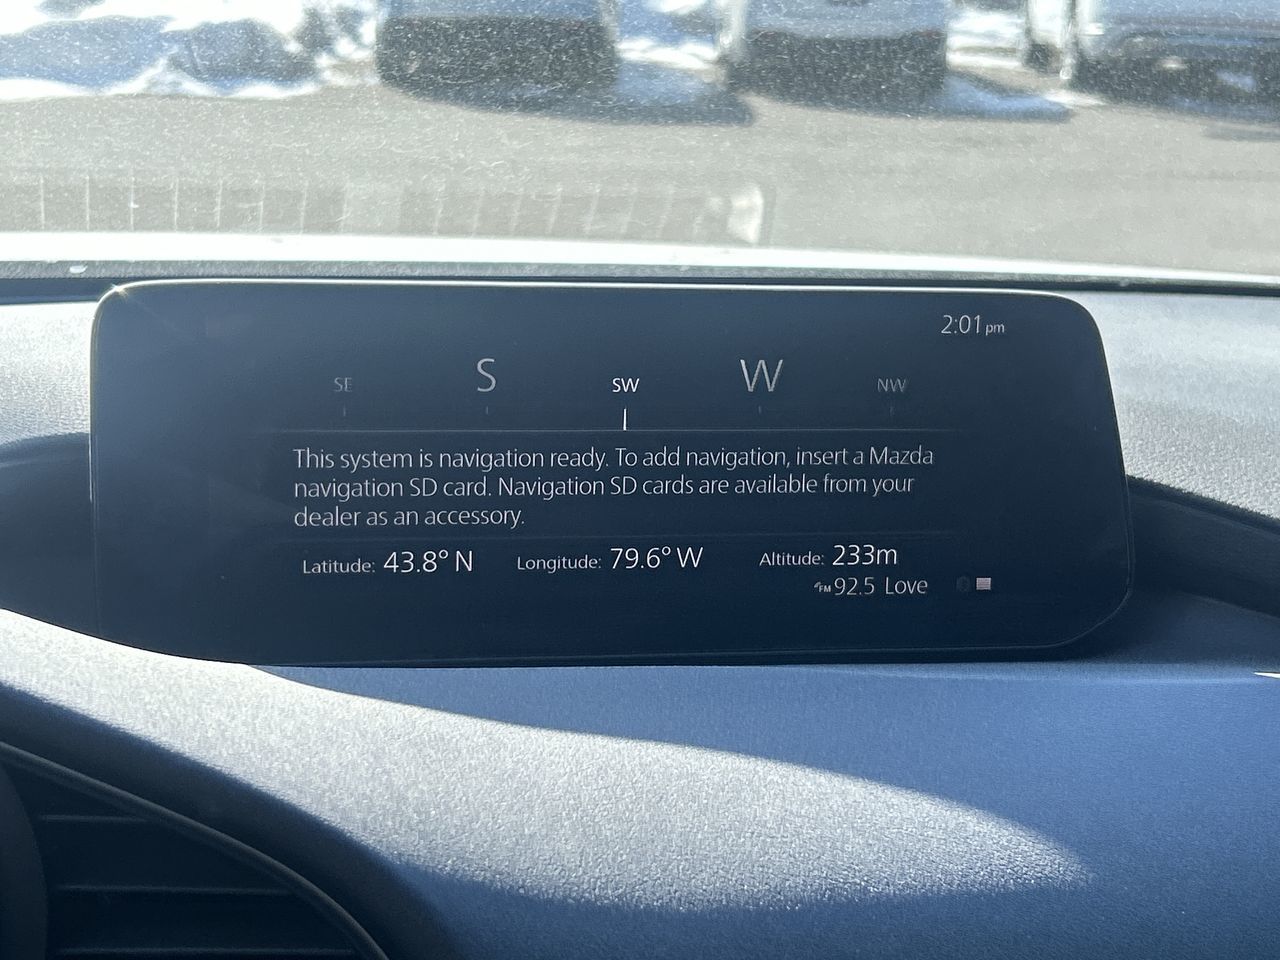 2:01 pm
SE S SW W NW
This system is navigation ready. To add navigation, insert a Mazda
navigation SD card. Navigation SD cards are available from your
dealer as an accessory.
Latitude: 43.8° N Longitude: 79.6° W Altitude: 233m
FM 92.5 Love